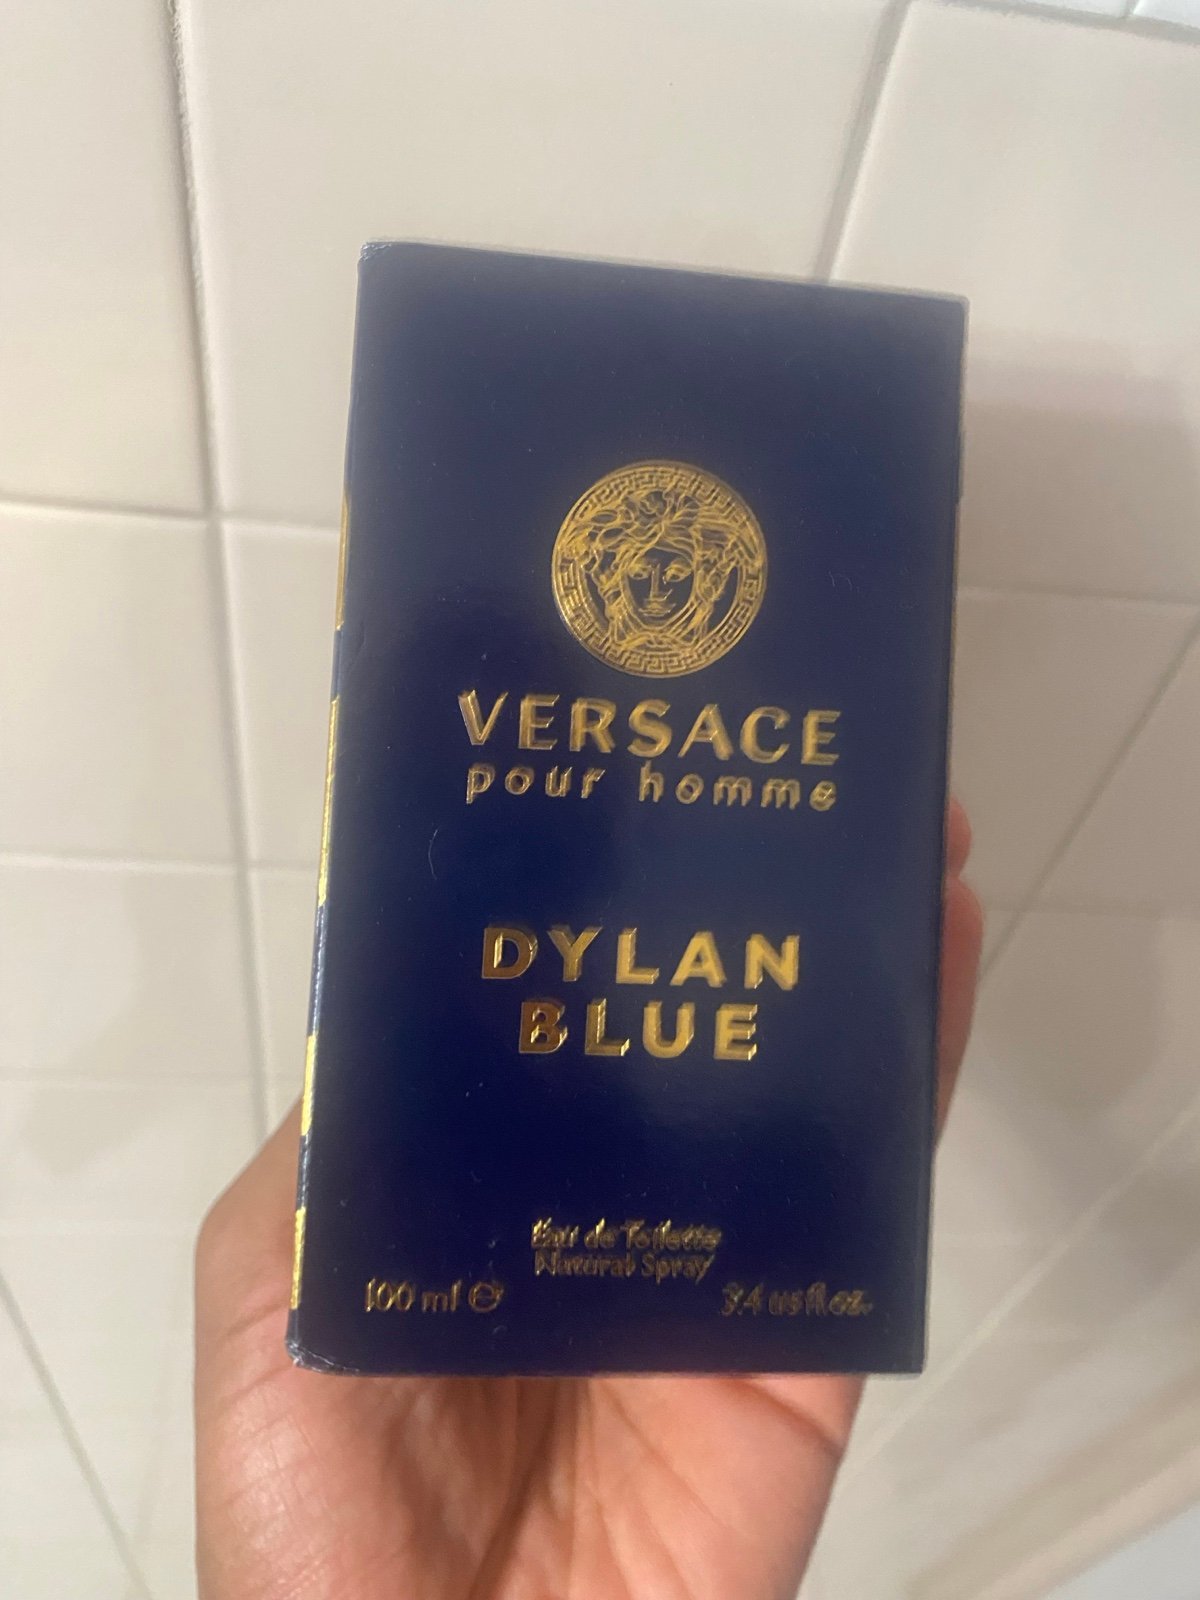 VERSACE
pour homme
DYLAN
BLUE
Eau de Toilette
Natural Spray
100 ml ℮ 3.4 us fl oz.